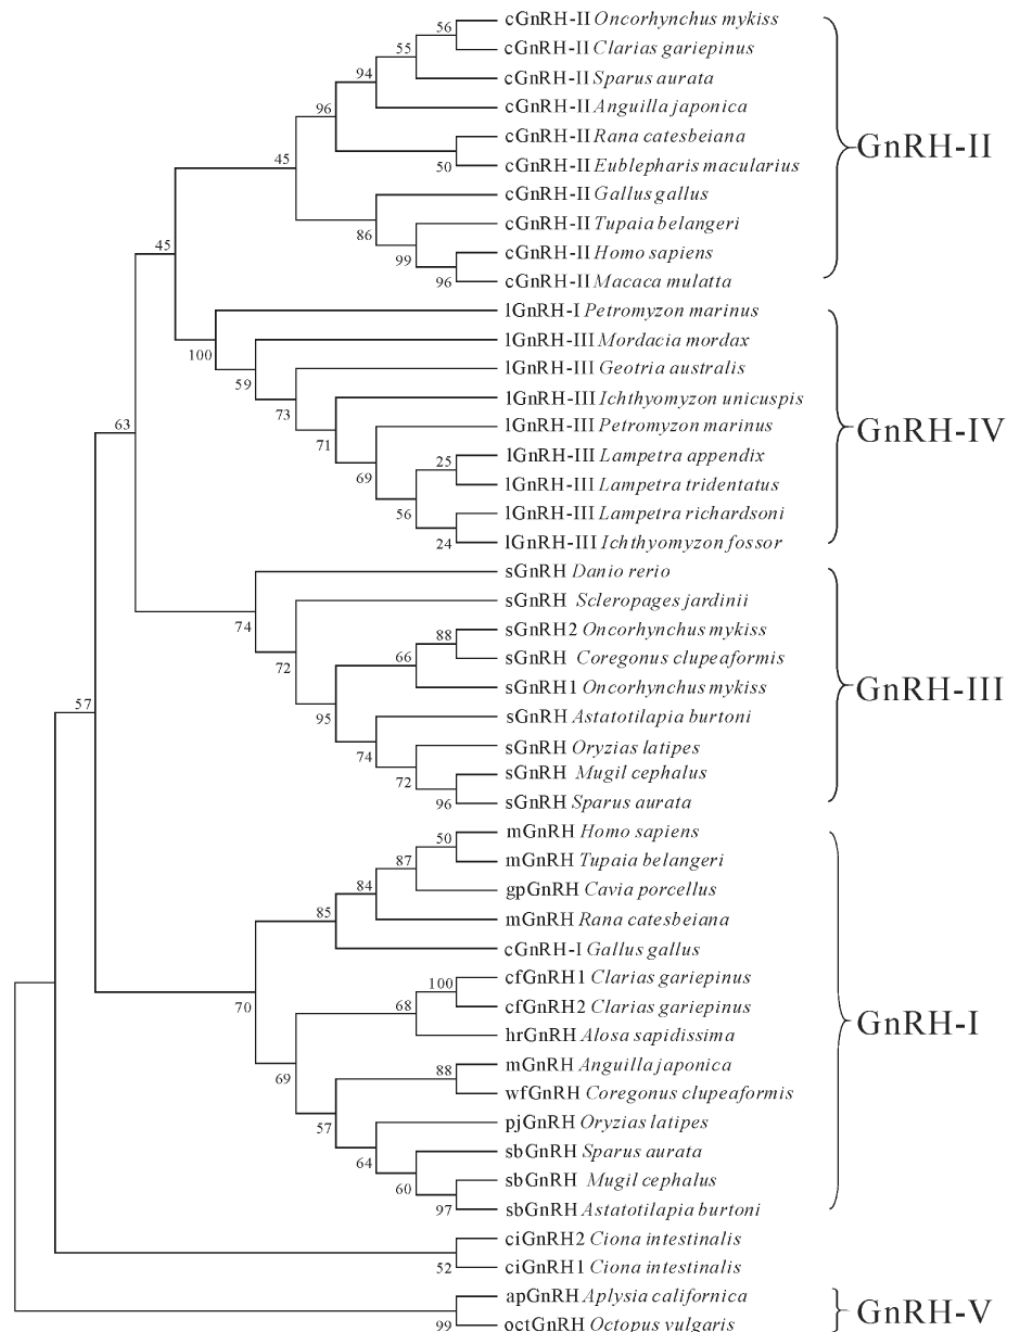 56
cGnRH-II Oncorhynchus mykiss
55
cGnRH-II Clarias gariepinus
94
cGnRH-II Sparus aurata
96
cGnRH-II Anguilla japonica
cGnRH-II Rana catesbeiana
GnRH-II
45
50
cGnRH-II Eublepharis macularius
cGnRH-II Gallus gallus
86
cGnRH-II Tupaia belangeri
45
99
cGnRH-II Homo sapiens
96
cGnRH-II Macaca mulatta
lGnRH-I Petromyzon marinus
100
lGnRH-III Mordacia mordax
59
lGnRH-III Geotria australis
73
lGnRH-III Ichthyomyzon unicuspis
63
71
lGnRH-III Petromyzon marinus
GnRH-IV
69
25
lGnRH-III Lampetra appendix
lGnRH-III Lampetra tridentatus
56
lGnRH-III Lampetra richardsoni
24
lGnRH-III Ichthyomyzon fossor
sGnRH Danio rerio
74
sGnRH Scleropages jardinii
72
88
sGnRH2 Oncorhynchus mykiss
66
sGnRH Coregonus clupeaformis
sGnRH1 Oncorhynchus mykiss
GnRH-III
57
95
sGnRH Astatotilapia burtoni
74
sGnRH Oryzias latipes
72
sGnRH Mugil cephalus
96
sGnRH Sparus aurata
50
mGnRH Homo sapiens
87
mGnRH Tupaia belangeri
84
gpGnRH Cavia porcellus
85
mGnRH Rana catesbeiana
cGnRH-I Gallus gallus
100
cfGnRH1 Clarias gariepinus
70
68
cfGnRH2 Clarias gariepinus
GnRH-I
hrGnRH Alosa sapidissima
69
88
mGnRH Anguilla japonica
wfGnRH Coregonus clupeaformis
57
pjGnRH Oryzias latipes
64
sbGnRH Sparus aurata
60
sbGnRH Mugil cephalus
97
sbGnRH Astatotilapia burtoni
ciGnRH2 Ciona intestinalis
52
ciGnRH1 Ciona intestinalis
apGnRH Aplysia californica
GnRH-V
99
octGnRH Octopus vulgaris